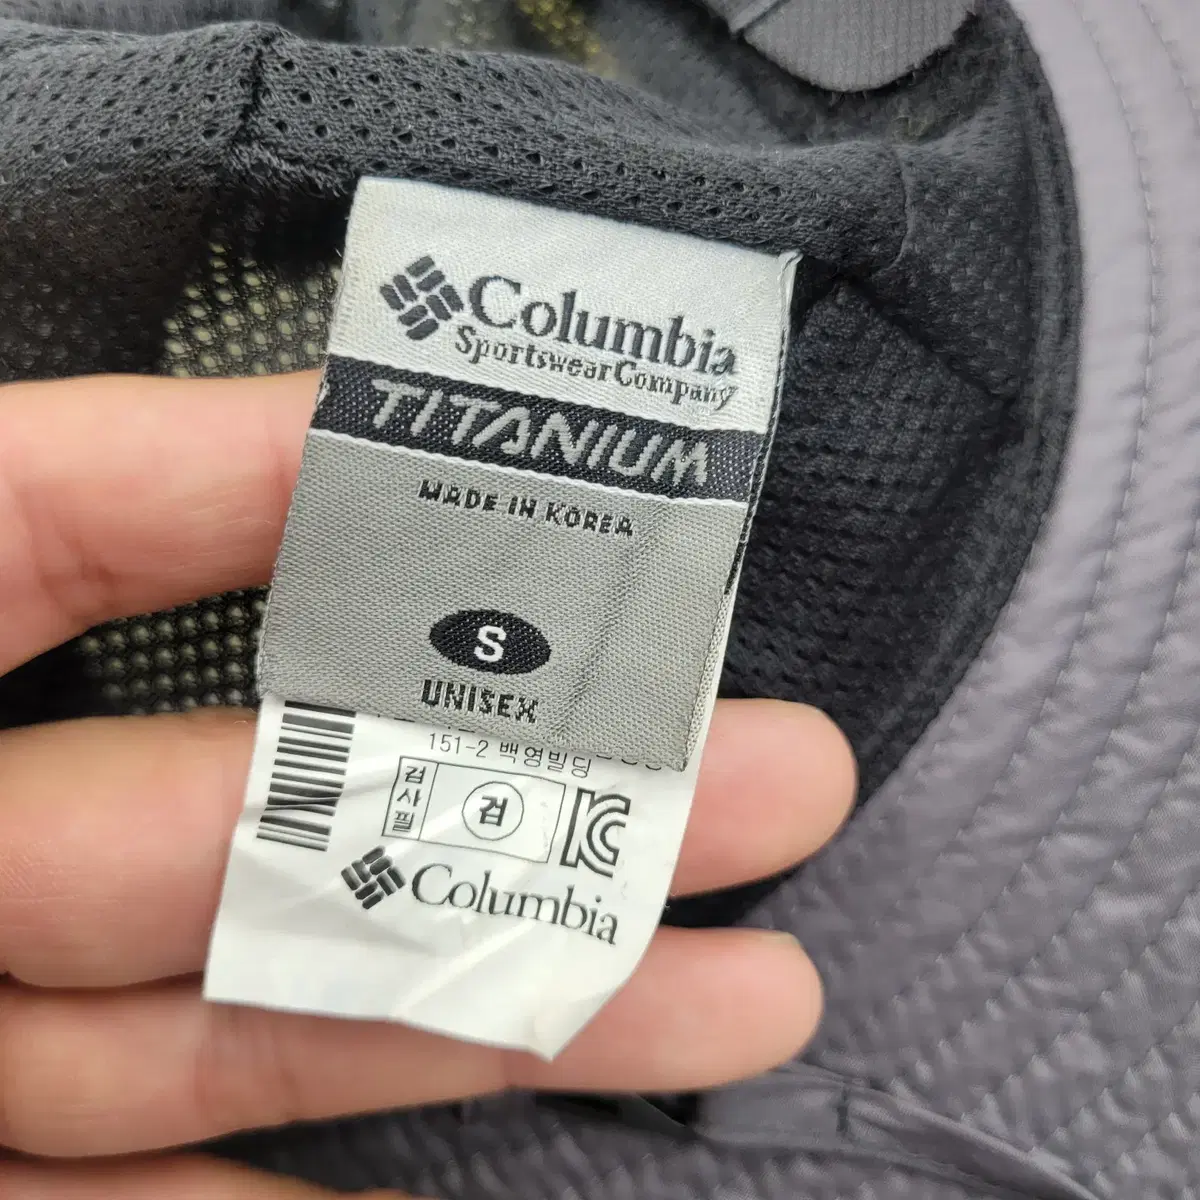 Columbia
Sportswear Company
TITANIUM
MADE IN KOREA
S
UNISEX
151-2 백영빌딩
검사필
검
KC
Columbia